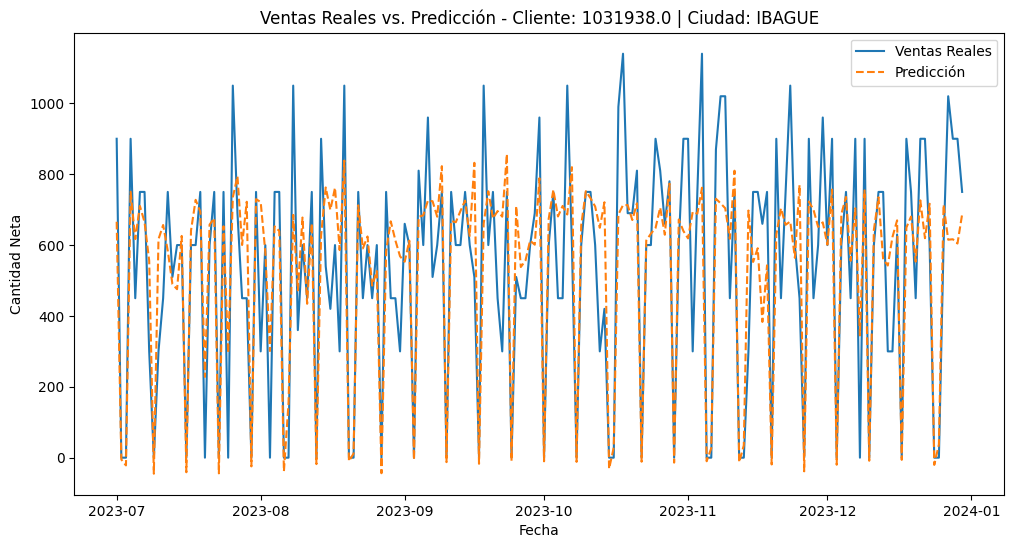 Ventas Reales vs. Predicción - Cliente: 1031938.0 | Ciudad: IBAGUE
Ventas Reales
Predicción
Cantidad Neta
1000
800
600
400
200
0
2023-07
2023-08
2023-09
2023-10
2023-11
2023-12
2024-01
Fecha